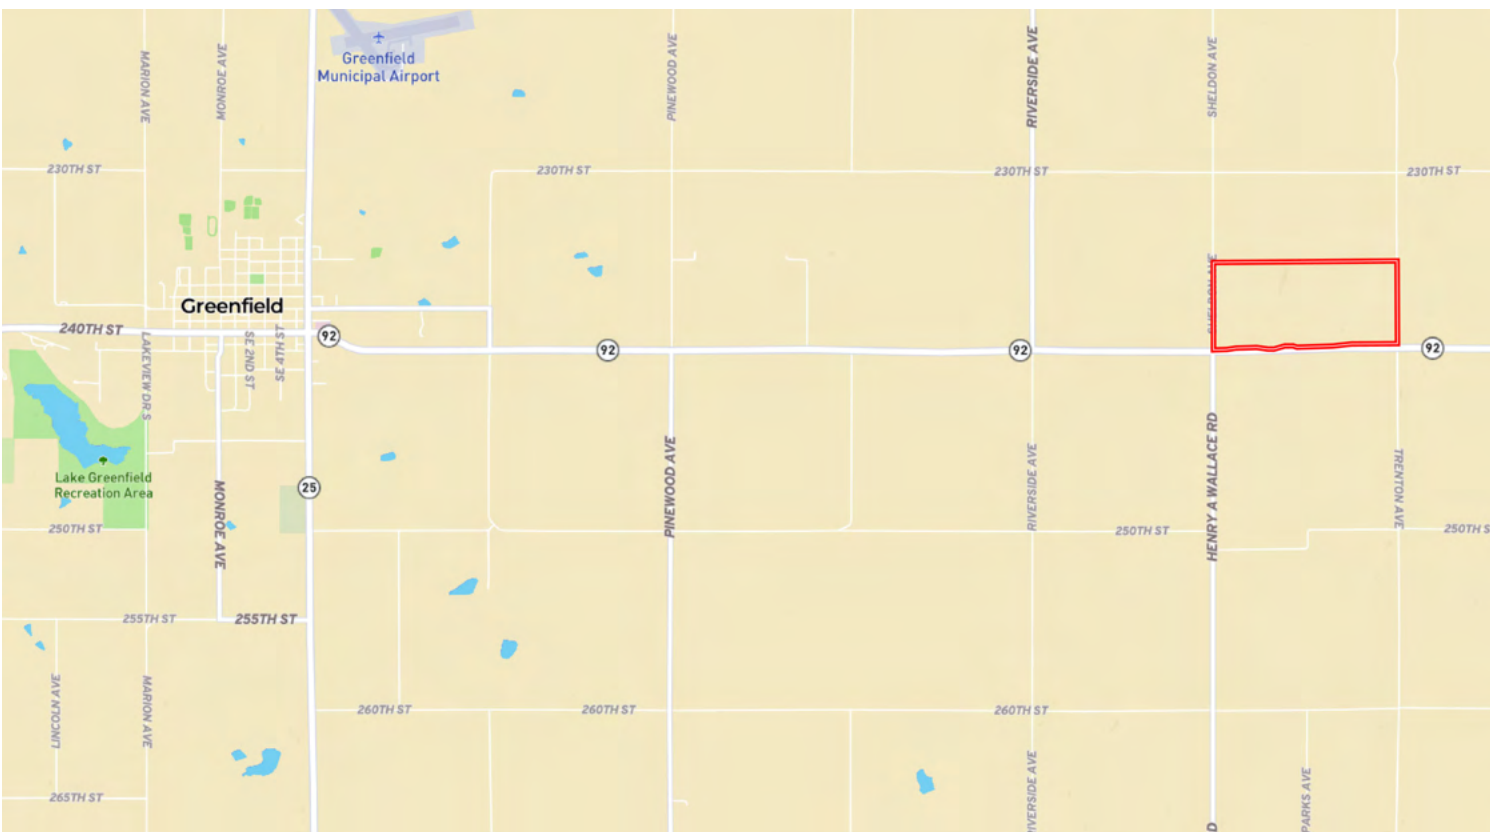 MARION AVE
MONROE AVE
Greenfield
Municipal Airport
PINEWOOD AVE
RIVERSIDE AVE
SHELDON AVE
230TH ST
230TH ST
230TH ST
230TH ST
SHELDON AVE
Greenfield
240TH ST
92
92
92
92
LAKEVIEW DR S
SE 2ND ST
SE 4TH ST
Lake Greenfield
Recreation Area
25
MONROE AVE
PINEWOOD AVE
RIVERSIDE AVE
HENRY A WALLACE RD
TRENTON AVE
250TH ST
250TH ST
250TH S
255TH ST
255TH ST
LINCOLN AVE
MARION AVE
260TH ST
260TH ST
260TH ST
RIVERSIDE AVE
PARKS AVE
D
265TH ST